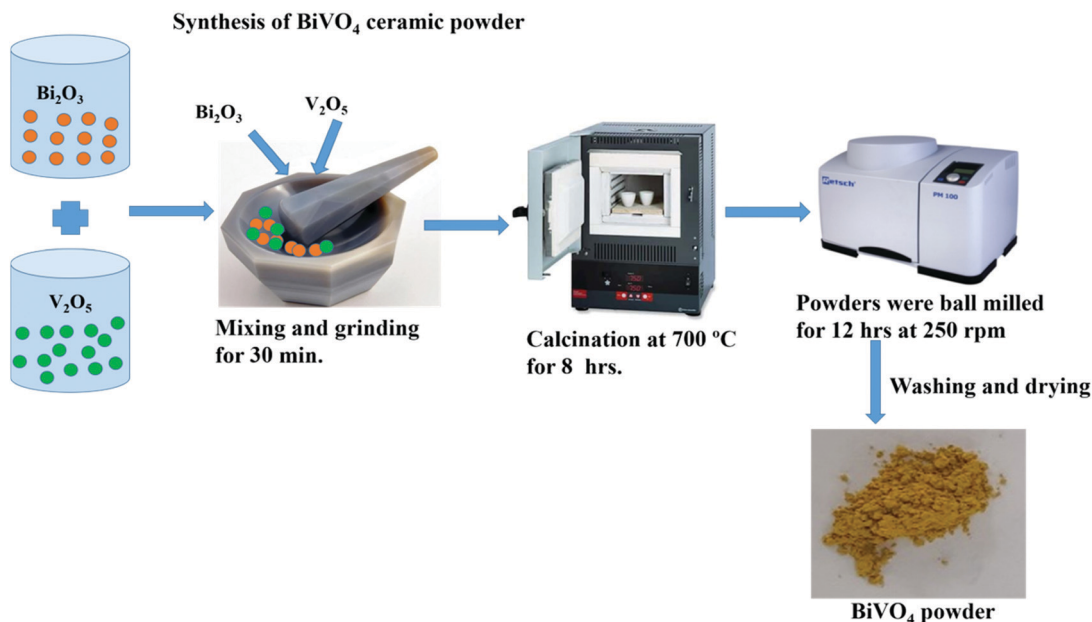 Synthesis of BiVO₄ ceramic powder
Bi₂O₃
V₂O₅
Bi₂O₃
V₂O₅
Mixing and grinding
for 30 min.
Calcination at 700 ºC
for 8 hrs.
PM 100
Powders were ball milled
for 12 hrs at 250 rpm
Washing and drying
BiVO₄ powder